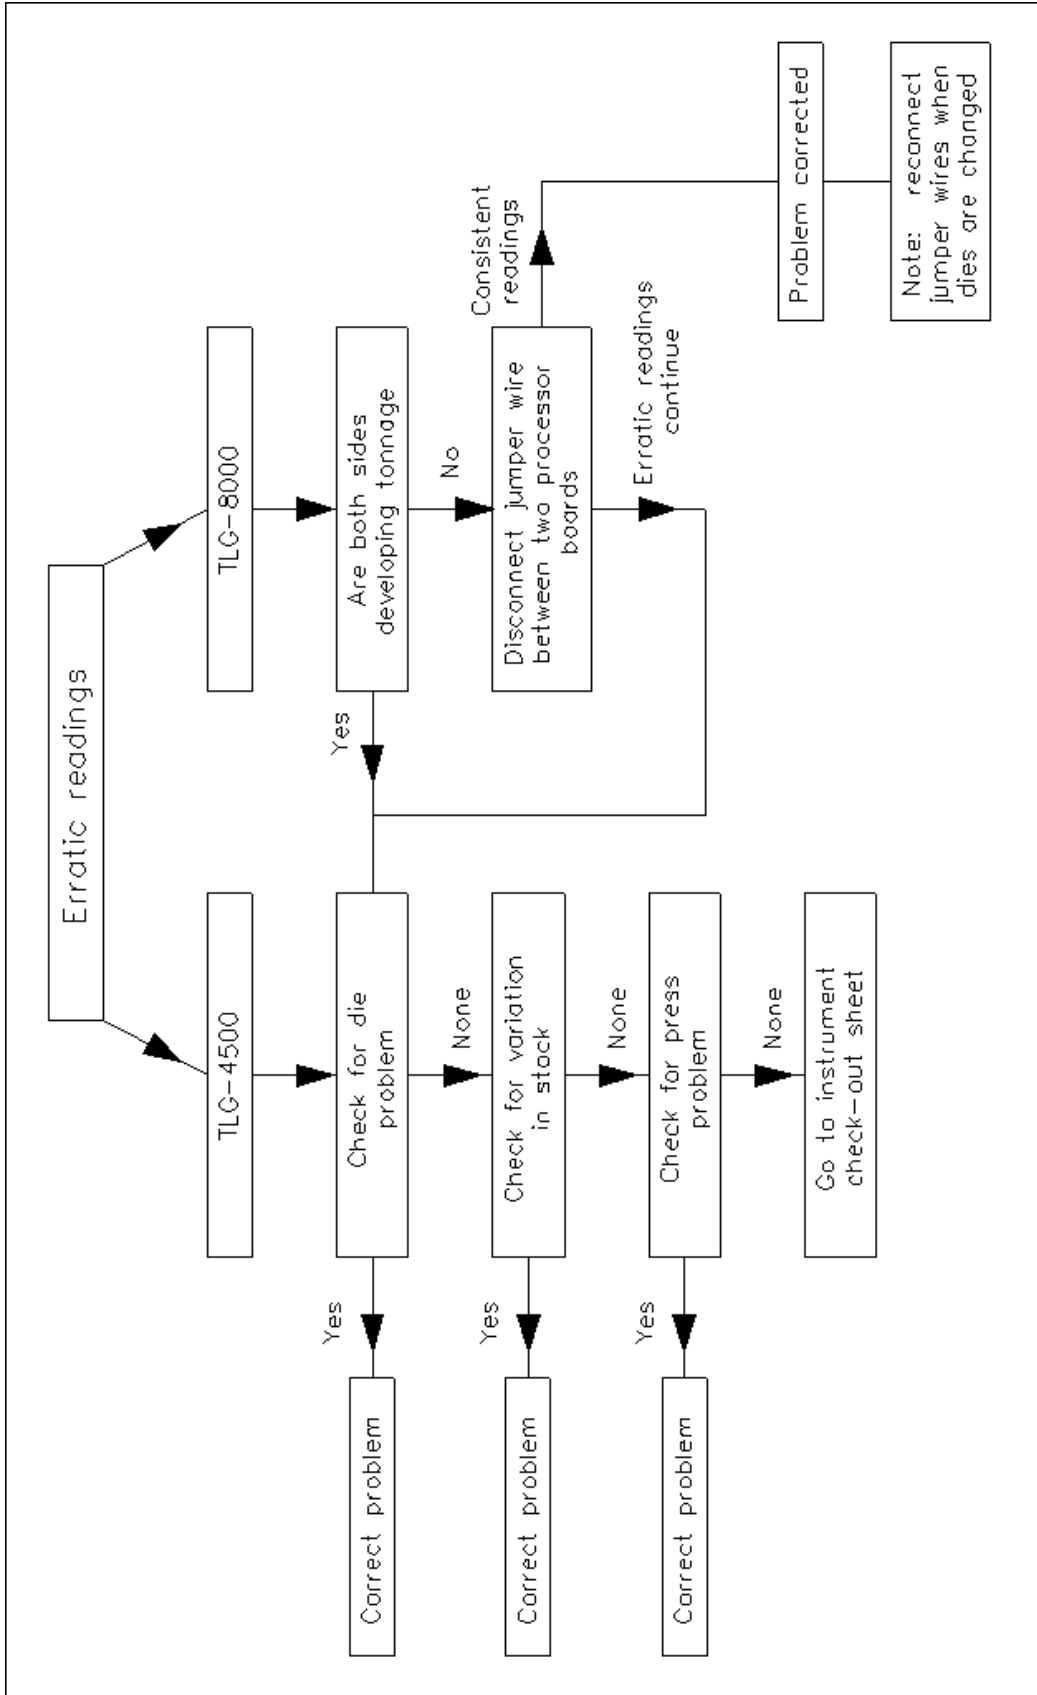 Erratic readings
TLG-4500
TLG-8000
Yes
Check for die
problem
Yes
Are both sides
developing tonnage
Correct problem
None
No
Yes
Check for variation
in stock
Disconnect jumper wire
between two processor
boards
Consistent
readings
Correct problem
None
Erratic readings
continue
Yes
Check for press
problem
Correct problem
None
Problem corrected
Go to instrument
check-out sheet
Note: reconnect
jumper wires when
dies are changed